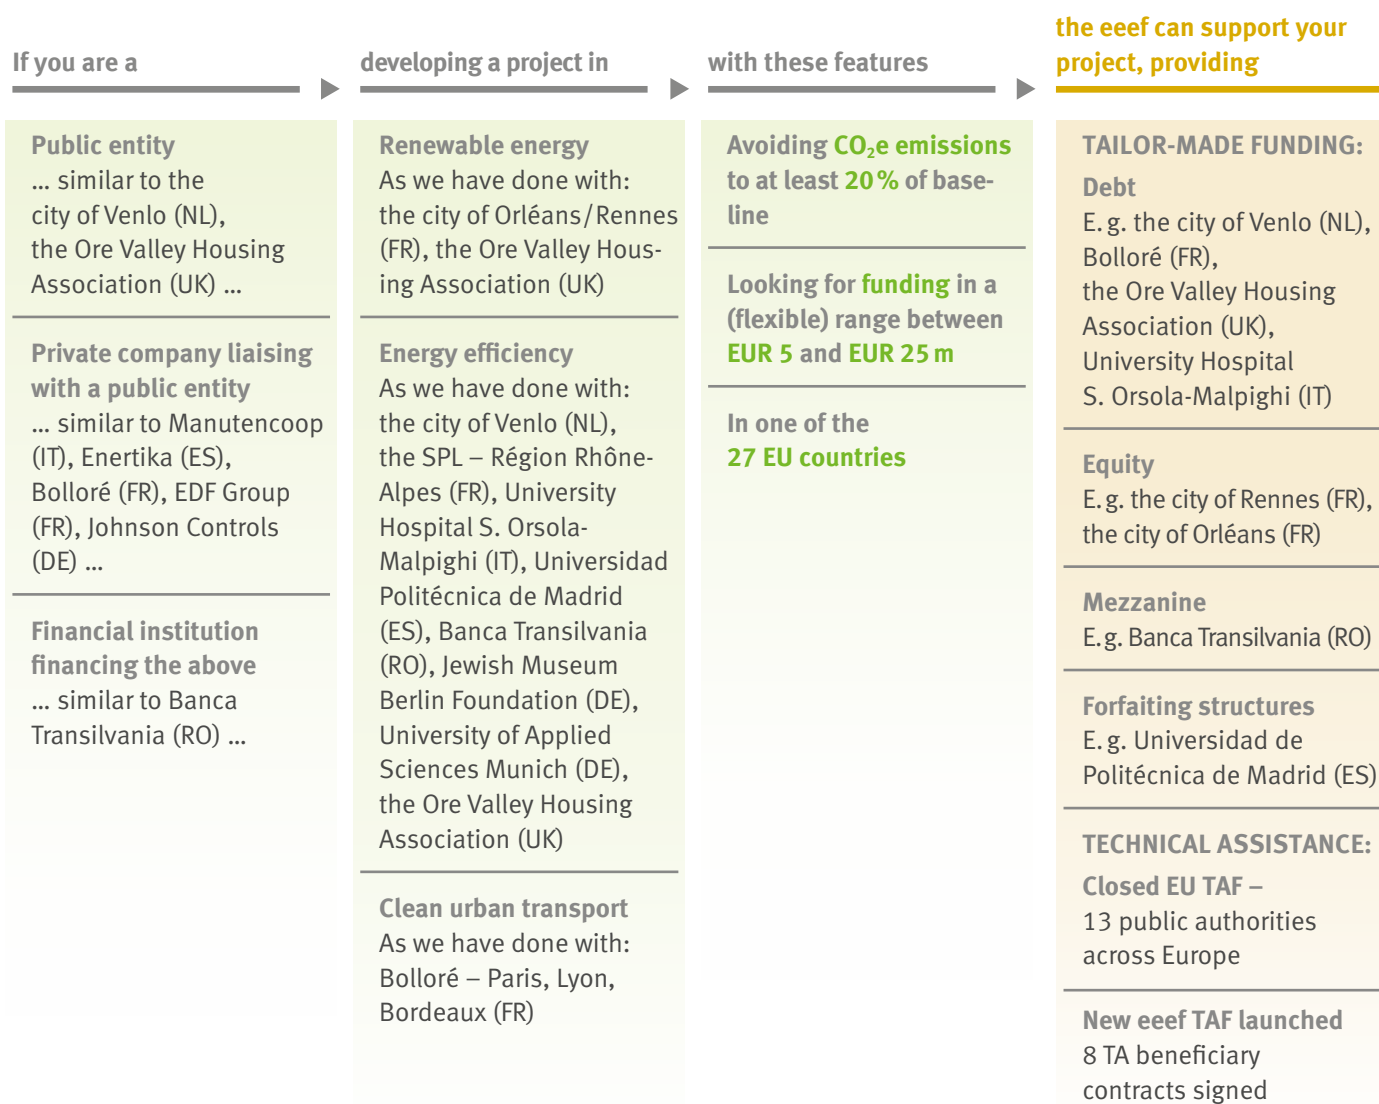 If you are a
Public entity
... similar to the
city of Venlo (NL),
the Ore Valley Housing
Association (UK) ...
Private company liaising
with a public entity
... similar to Manutencoop
(IT), Enertika (ES),
Bolloré (FR), EDF Group
(FR), Johnson Controls
(DE) ...
Financial institution
financing the above
... similar to Banca
Transilvania (RO) ...
developing a project in
Renewable energy
As we have done with:
the city of Orléans/Rennes
(FR), the Ore Valley Hous-
ing Association (UK)
Energy efficiency
As we have done with:
the city of Venlo (NL),
the SPL – Région Rhône-
Alpes (FR), University
Hospital S. Orsola-
Malpighi (IT), Universidad
Politécnica de Madrid
(ES), Banca Transilvania
(RO), Jewish Museum
Berlin Foundation (DE),
University of Applied
Sciences Munich (DE),
the Ore Valley Housing
Association (UK)
Clean urban transport
As we have done with:
Bolloré – Paris, Lyon,
Bordeaux (FR)
with these features
Avoiding CO₂e emissions
to at least 20 % of base-
line
Looking for funding in a
(flexible) range between
EUR 5 and EUR 25 m
In one of the
27 EU countries
the eeef can support your
project, providing
TAILOR-MADE FUNDING:
Debt
E. g. the city of Venlo (NL),
Bolloré (FR),
the Ore Valley Housing
Association (UK),
University Hospital
S. Orsola-Malpighi (IT)
Equity
E. g. the city of Rennes (FR),
the city of Orléans (FR)
Mezzanine
E. g. Banca Transilvania (RO)
Forfaiting structures
E. g. Universidad de
Politécnica de Madrid (ES)
TECHNICAL ASSISTANCE:
Closed EU TAF –
13 public authorities
across Europe
New eeef TAF launched
8 TA beneficiary
contracts signed